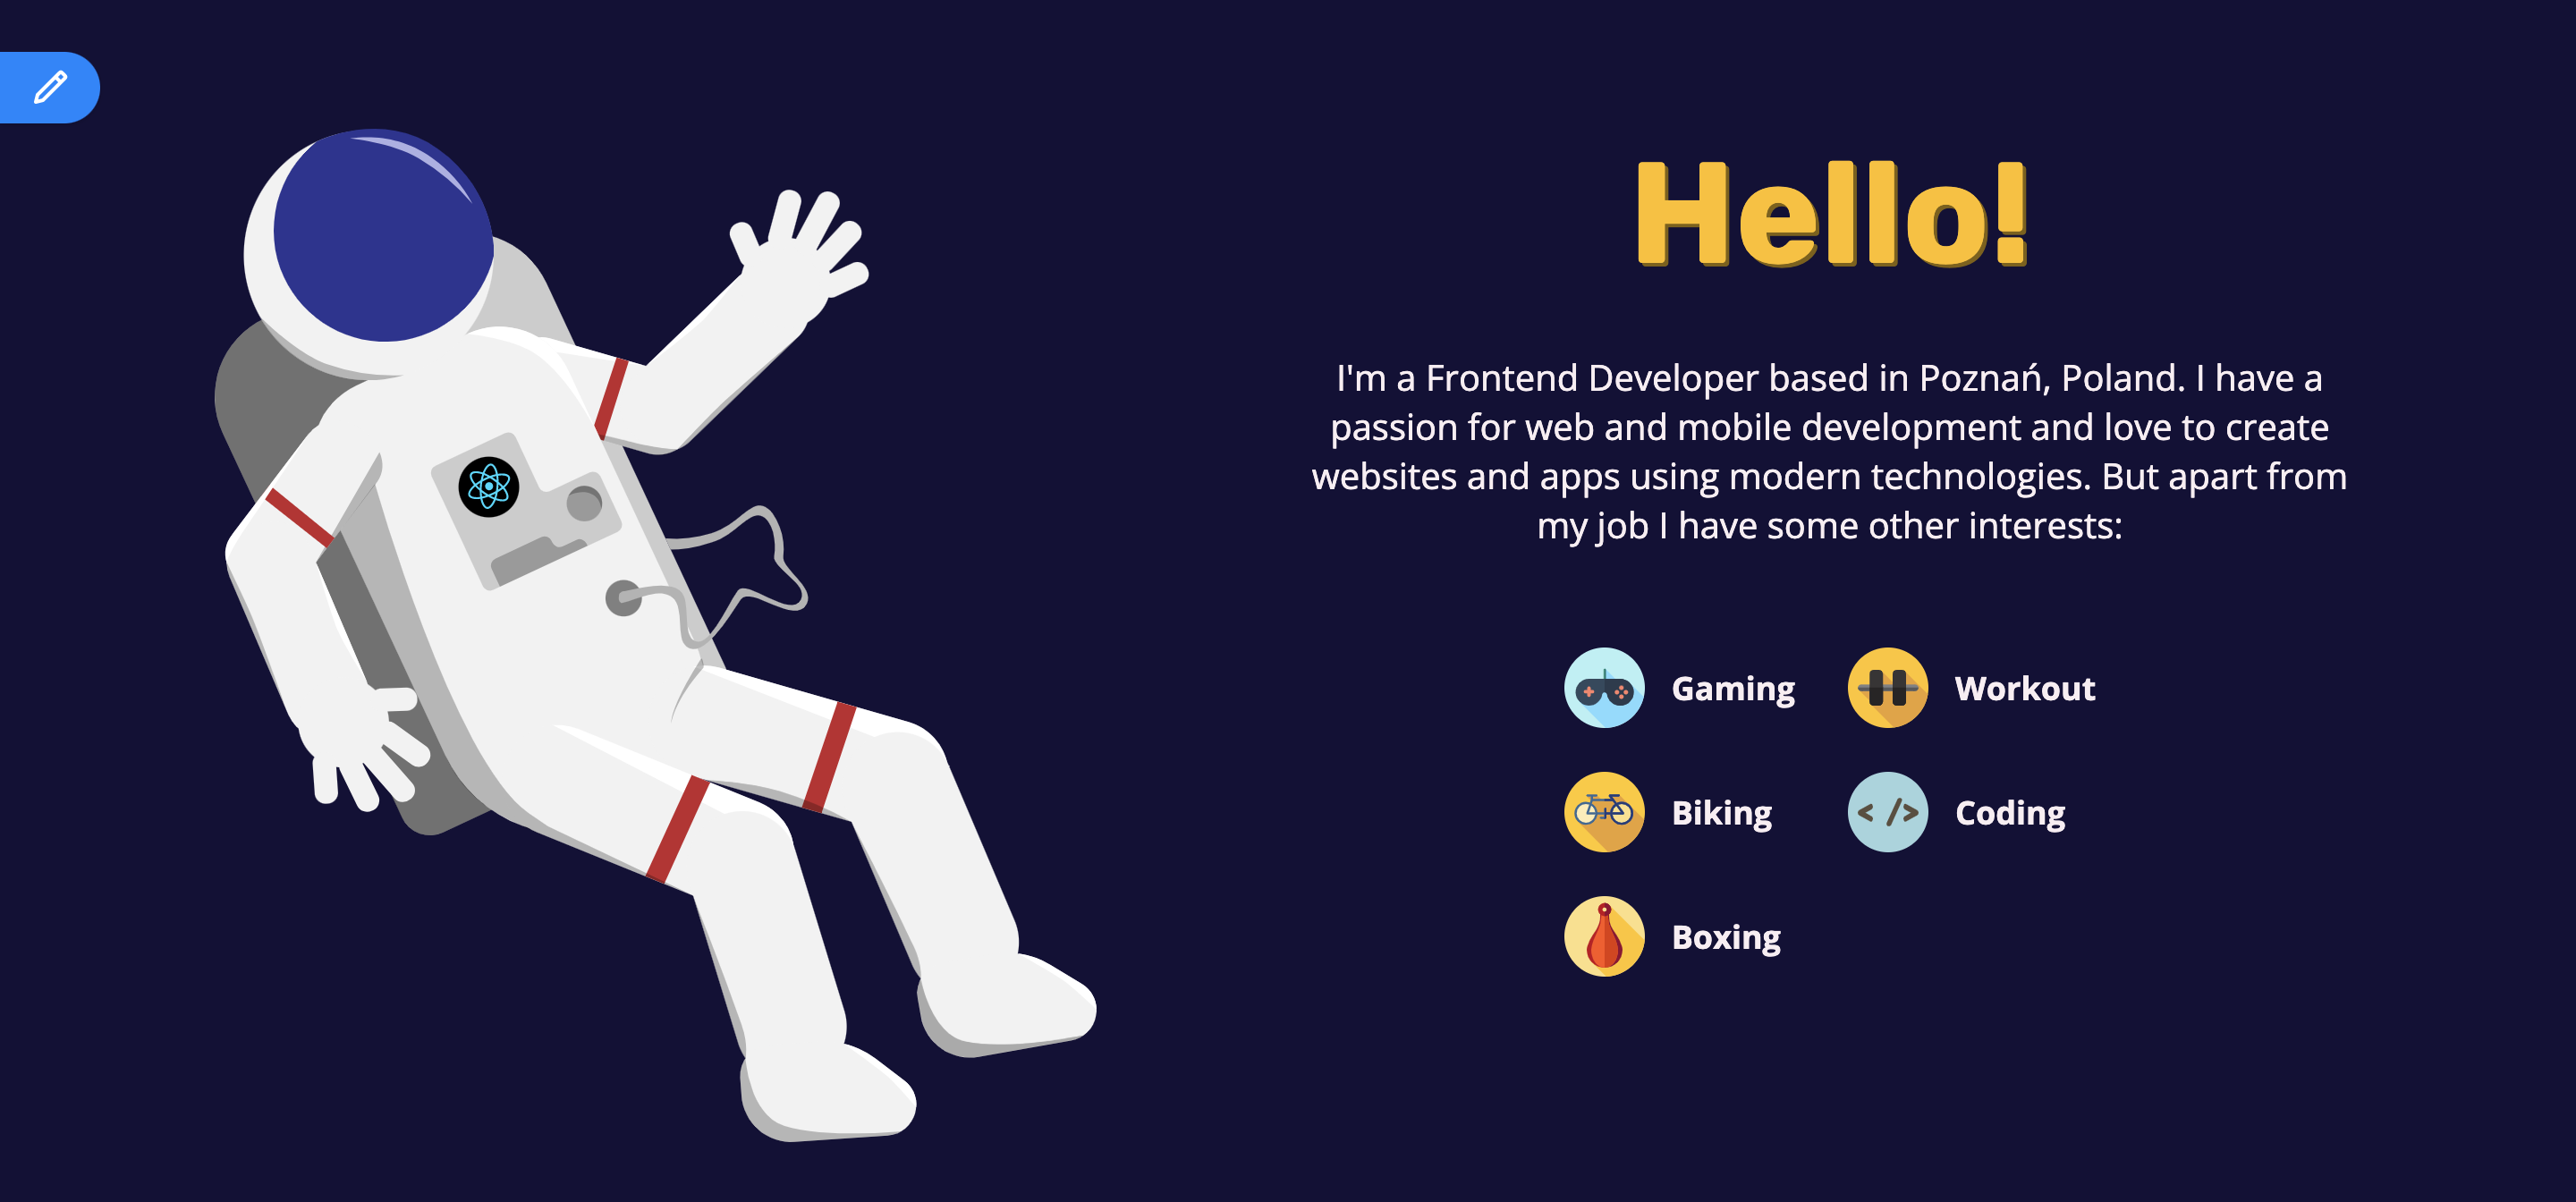 Hello!
I'm a Frontend Developer based in Poznań, Poland. I have a
passion for web and mobile development and love to create
websites and apps using modern technologies. But apart from
my job I have some other interests:
Gaming
Workout
Biking
</>
Coding
Boxing